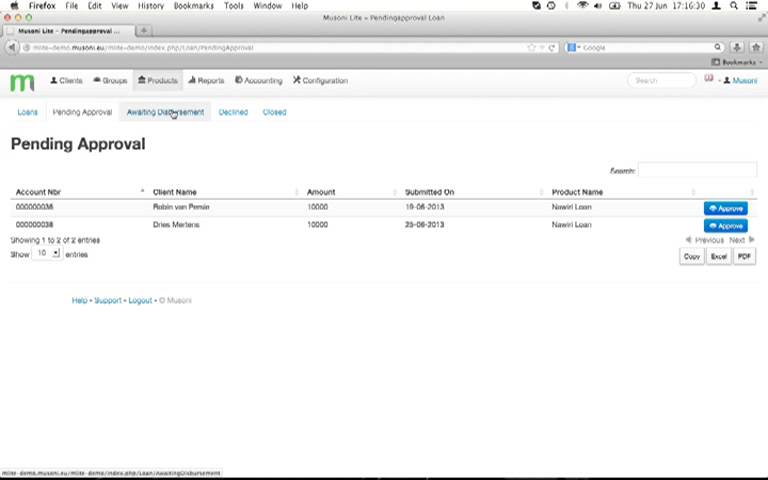 Firefox File Edit View History Bookmarks Tools Window Help Thu 27 Jun 17:16:30
Musoni Lite - Pendingapproval Loan
Musoni Lite - Pendingapproval ...
mlite-demo.musoni.eu/mlite-demo/index.php/Loan/PendingApproval Google
Bookmarks
m Clients Groups Products Reports Accounting Configuration Search Musoni
Loans Pending Approval Awaiting Disbursement Declined Closed
Pending Approval
Search:
Account Nbr Client Name Amount Submitted On Product Name
Robin van Persie 10000 19-06-2013 Nawiri Loan Approve
Dries Mertens 10000 25-06-2013 Nawiri Loan Approve
Showing 1 to 2 of 2 entries Previous Next
Show 10 entries Copy Excel PDF
Help • Support • Logout • © Musoni
mlite-demo.musoni.eu/mlite-demo/index.php/Loan/AwaitingDisbursement